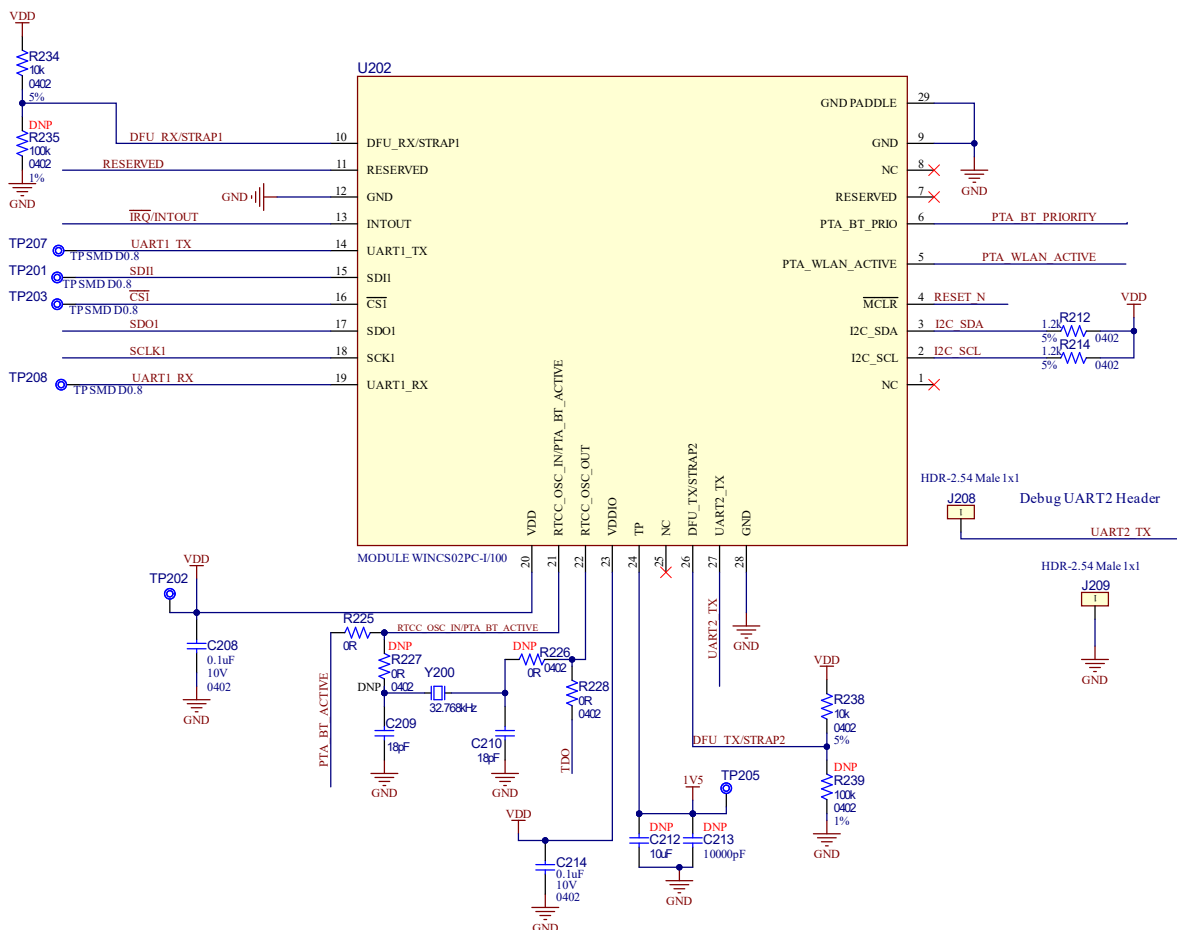 VDD
R234
10k
0402
5%
DNP
R235
100k
0402
1%
GND
U202
DFU_RX/STRAP1
10
DFU_RX/STRAP1
RESERVED
11
RESERVED
GND
12
GND
IRQ/INTOUT
13
INTOUT
TP207
TP SMD D0.8
UART1_TX
14
UART1_TX
TP201
TP SMD D0.8
SDI1
15
SDI1
TP203
TP SMD D0.8
CS1
16
CS1
SDO1
17
SDO1
SCLK1
18
SCK1
TP208
TP SMD D0.8
UART1_RX
19
UART1_RX
GND PADDLE
29
GND
9
GND
NC
8
RESERVED
7
PTA_BT_PRIO
6
PTA_BT_PRIORITY
PTA_WLAN_ACTIVE
5
PTA_WLAN_ACTIVE
MCLR
4
RESET_N
VDD
I2C_SDA
3
I2C_SDA
1.2k
R212
5%
0402
I2C_SCL
2
I2C_SCL
1.2k
R214
5%
0402
NC
1
VDD
20
RTCC_OSC_IN/PTA_BT_ACTIVE
21
RTCC_OSC_OUT
22
VDDIO
23
TP
24
NC
25
DFU_TX/STRAP2
26
UART2_TX
27
GND
28
MODULE WINCS02PC-I/100
HDR-2.54 Male 1x1
J208
1
Debug UART2 Header
UART2_TX
HDR-2.54 Male 1x1
J209
1
GND
VDD
TP202
C208
0.1uF
10V
0402
GND
R225
0R
RTCC_OSC_IN/PTA_BT_ACTIVE
PTA_BT_ACTIVE
DNP
R227
0R
0402
DNP
Y200
32.768kHz
DNP
R226
0R
0402
R228
0R
0402
TDO
C209
18pF
GND
C210
18pF
GND
UART2_TX
GND
VDD
R238
10k
0402
5%
DFU_TX/STRAP2
DNP
R239
100k
0402
1%
GND
1V5
TP205
DNP
C212
10uF
DNP
C213
10000pF
GND
VDD
C214
0.1uF
10V
0402
GND